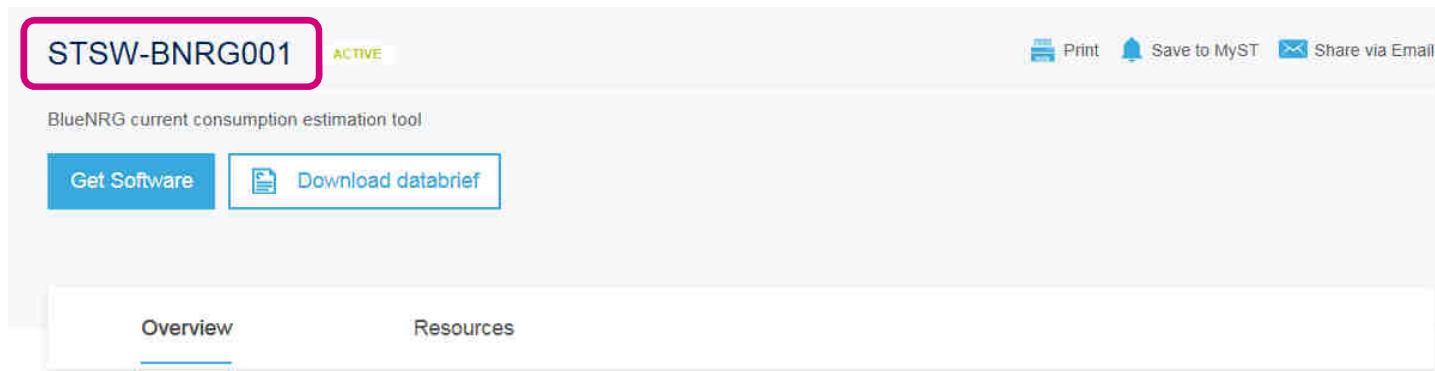 STSW-BNRG001 ACTIVE Print Save to MyST Share via Email
BlueNRG current consumption estimation tool
Get Software Download databrief
Overview Resources